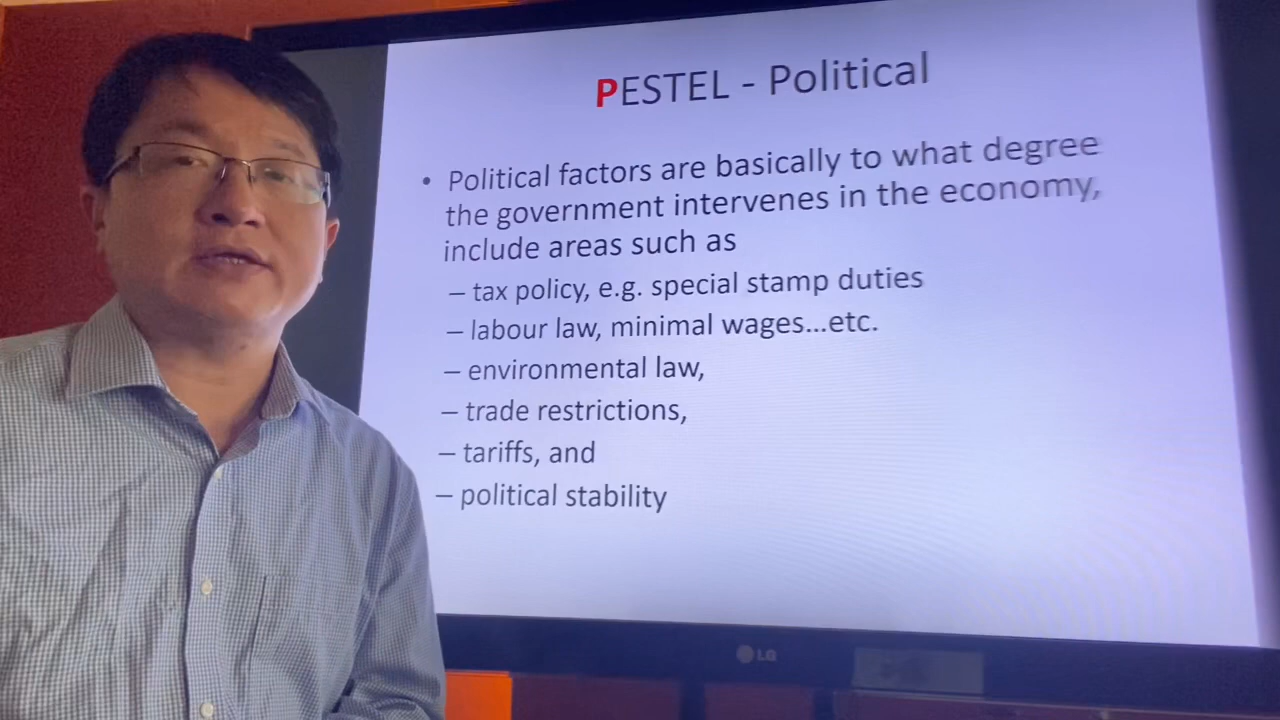 PESTEL - Political
• Political factors are basically to what degree
the government intervenes in the economy,
include areas such as
– tax policy, e.g. special stamp duties
– labour law, minimal wages...etc.
– environmental law,
– trade restrictions,
– tariffs, and
– political stability
LG